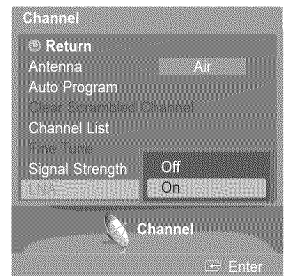 Channel
Return
Antenna Air
Auto Program
Clear Scrambled Channel
Channel List
Fine Tune
Signal Strength Off
LNA On
Channel
Enter